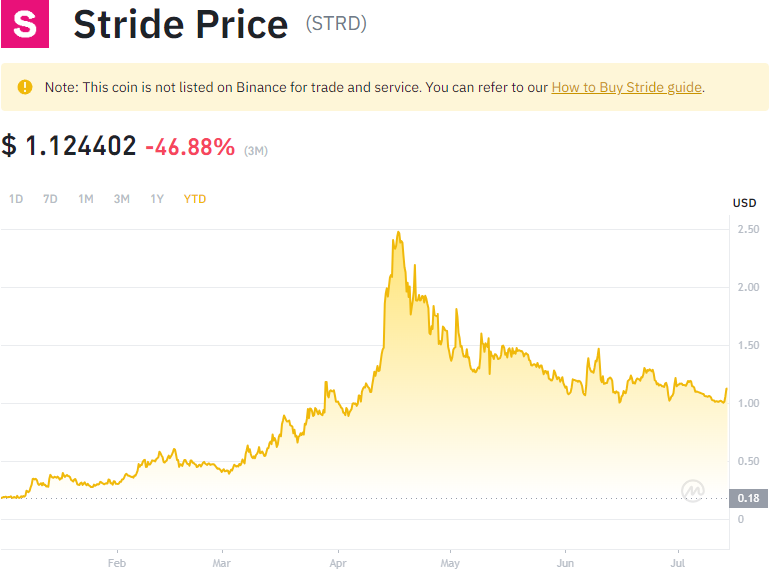 S
Stride Price (STRD)
Note: This coin is not listed on Binance for trade and service. You can refer to our How to Buy Stride guide.
$ 1.124402 -46.88% (3M)
1D 7D 1M 3M 1Y YTD
USD
2.50
2.00
1.50
1.00
0.50
0.18
0
Feb Mar Apr May Jun Jul